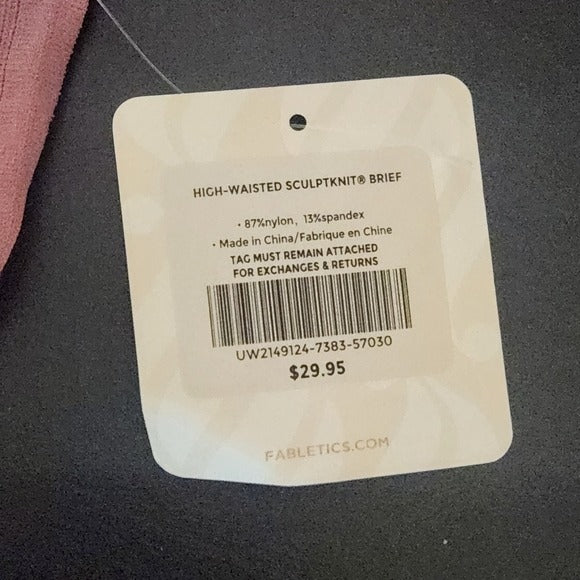 HIGH-WAISTED SCULPTKNIT® BRIEF
• 87%nylon, 13%spandex
• Made in China/Fabrique en Chine
TAG MUST REMAIN ATTACHED
FOR EXCHANGES & RETURNS
UW2149124-7383-57030
$29.95
FABLETICS.COM